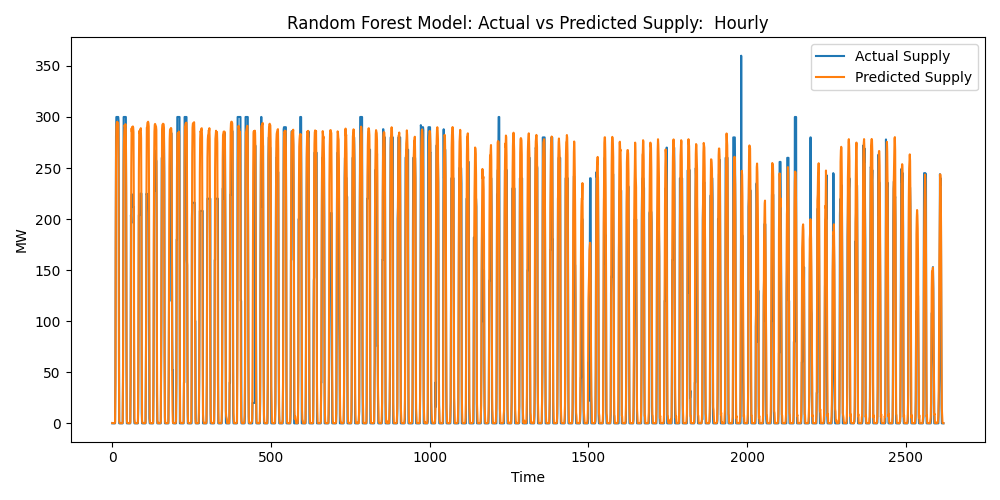 Random Forest Model: Actual vs Predicted Supply:  Hourly
Actual Supply
Predicted Supply
MW
350
300
250
200
150
100
50
0
0 500 1000 1500 2000 2500
Time